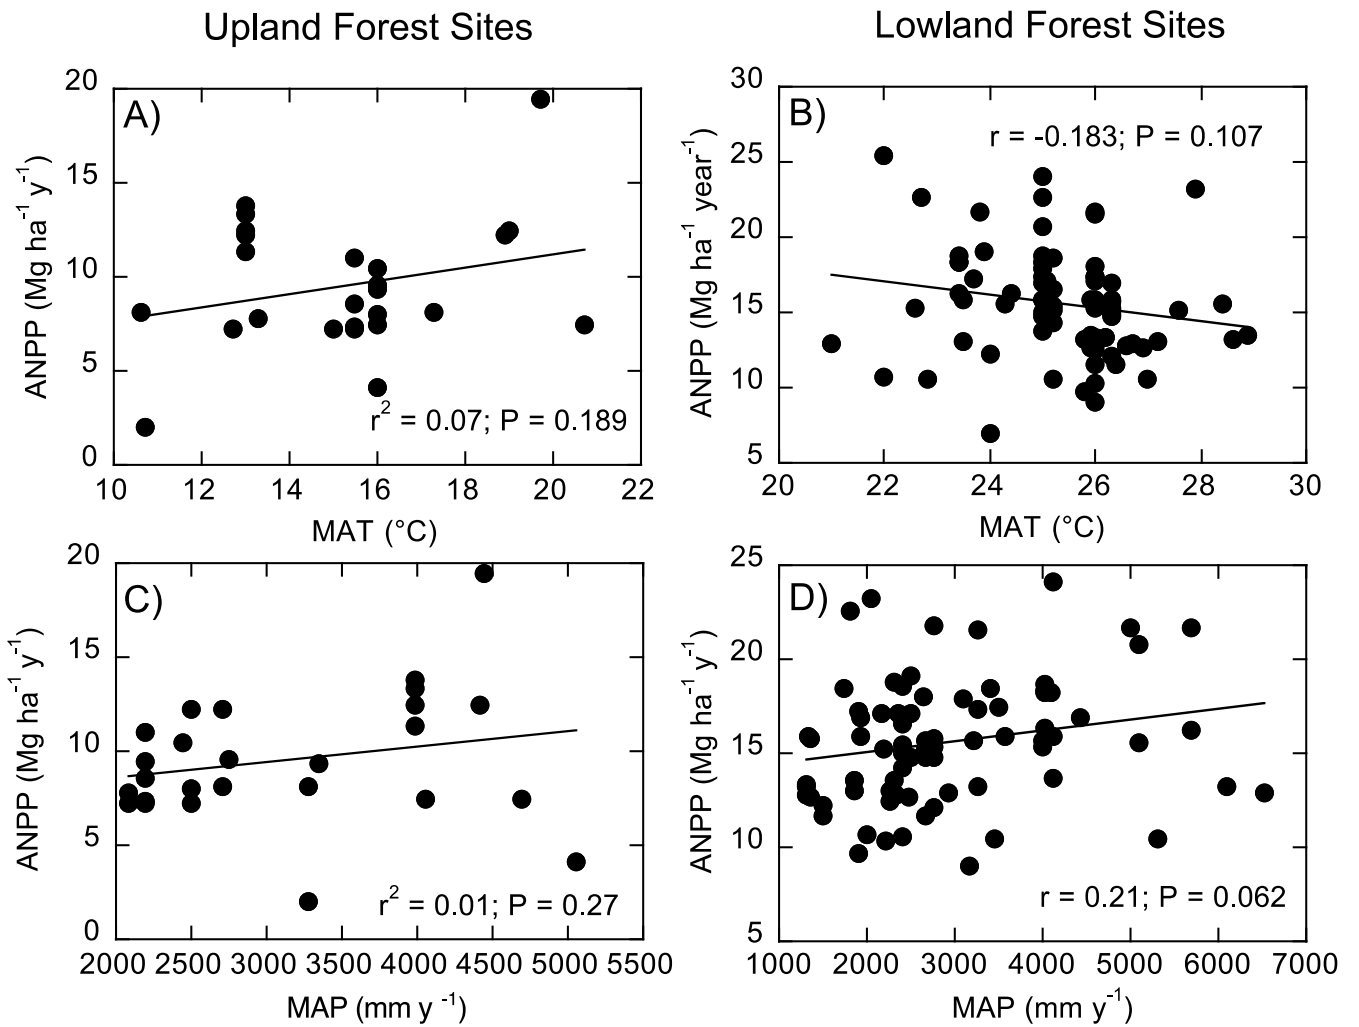 Upland Forest Sites
Lowland Forest Sites
A)
ANPP (Mg ha⁻¹ y⁻¹)
20
15
10
5
0
r² = 0.07; P = 0.189
10 12 14 16 18 20 22
MAT (°C)
B)
ANPP (Mg ha⁻¹ year⁻¹)
30
25
20
15
10
5
r = -0.183; P = 0.107
20 22 24 26 28 30
MAT (°C)
C)
ANPP (Mg ha⁻¹ y⁻¹)
20
15
10
5
0
r² = 0.01; P = 0.27
2000 2500 3000 3500 4000 4500 5000 5500
MAP (mm y ⁻¹)
D)
ANPP (Mg ha⁻¹ y⁻¹)
25
20
15
10
5
r = 0.21; P = 0.062
1000 2000 3000 4000 5000 6000 7000
MAP (mm y⁻¹)